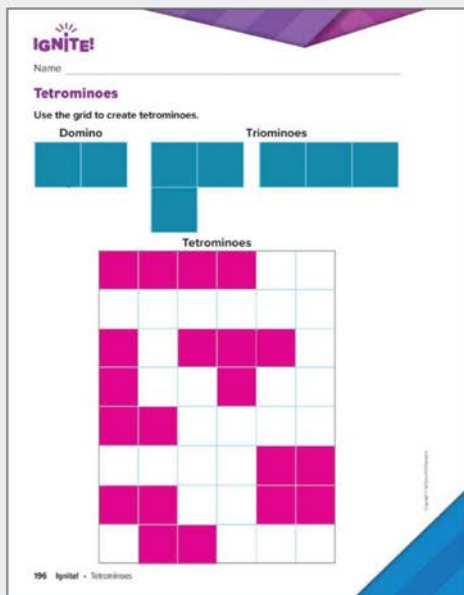 IGNITE!
Name
Tetrominoes
Use the grid to create tetrominoes.
Domino
Triominoes
Tetrominoes
196 Ignite! • Tetrominoes